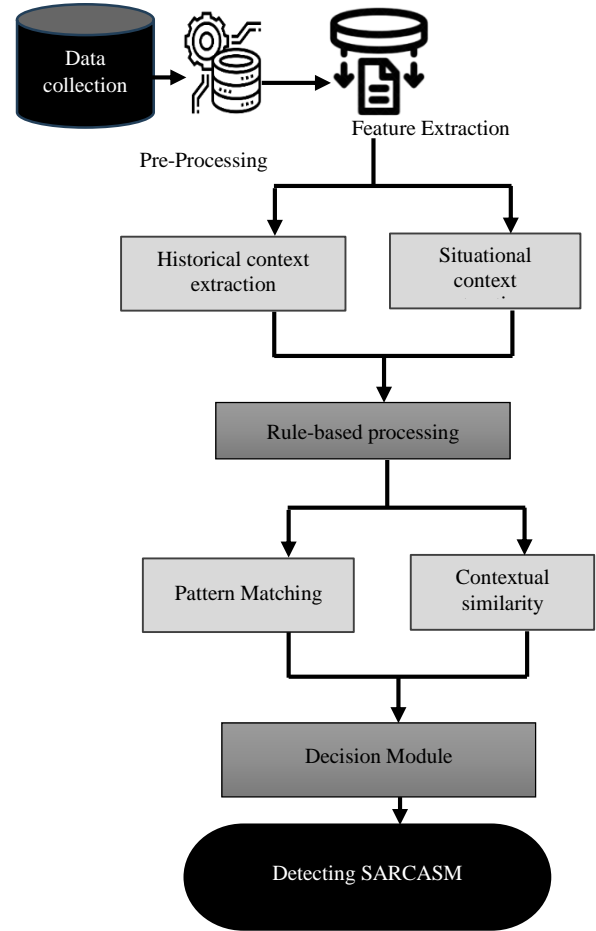 Data
collection
Feature Extraction
Pre-Processing
Historical context
extraction
Situational
context
Rule-based processing
Pattern Matching
Contextual
similarity
Decision Module
Detecting SARCASM